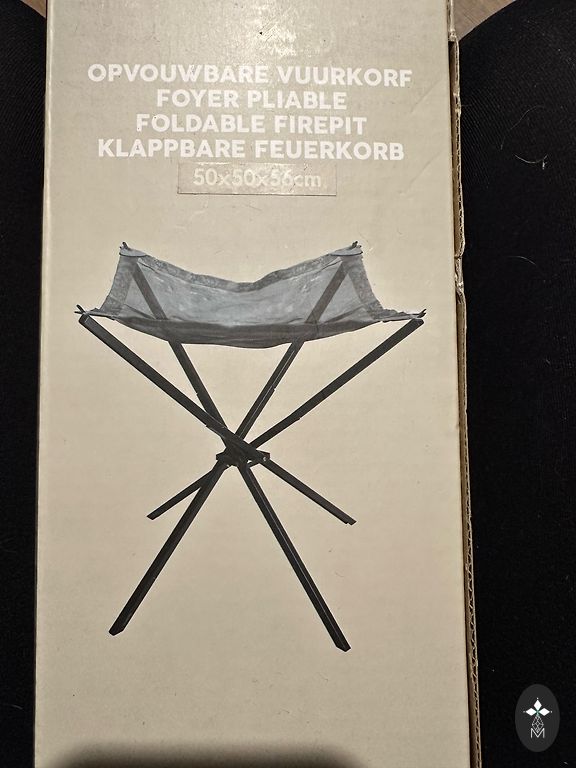 OPVOUWBARE VUURKORF
FOYER PLIABLE
FOLDABLE FIREPIT
KLAPPBARE FEUERKORB
50x50x56cm